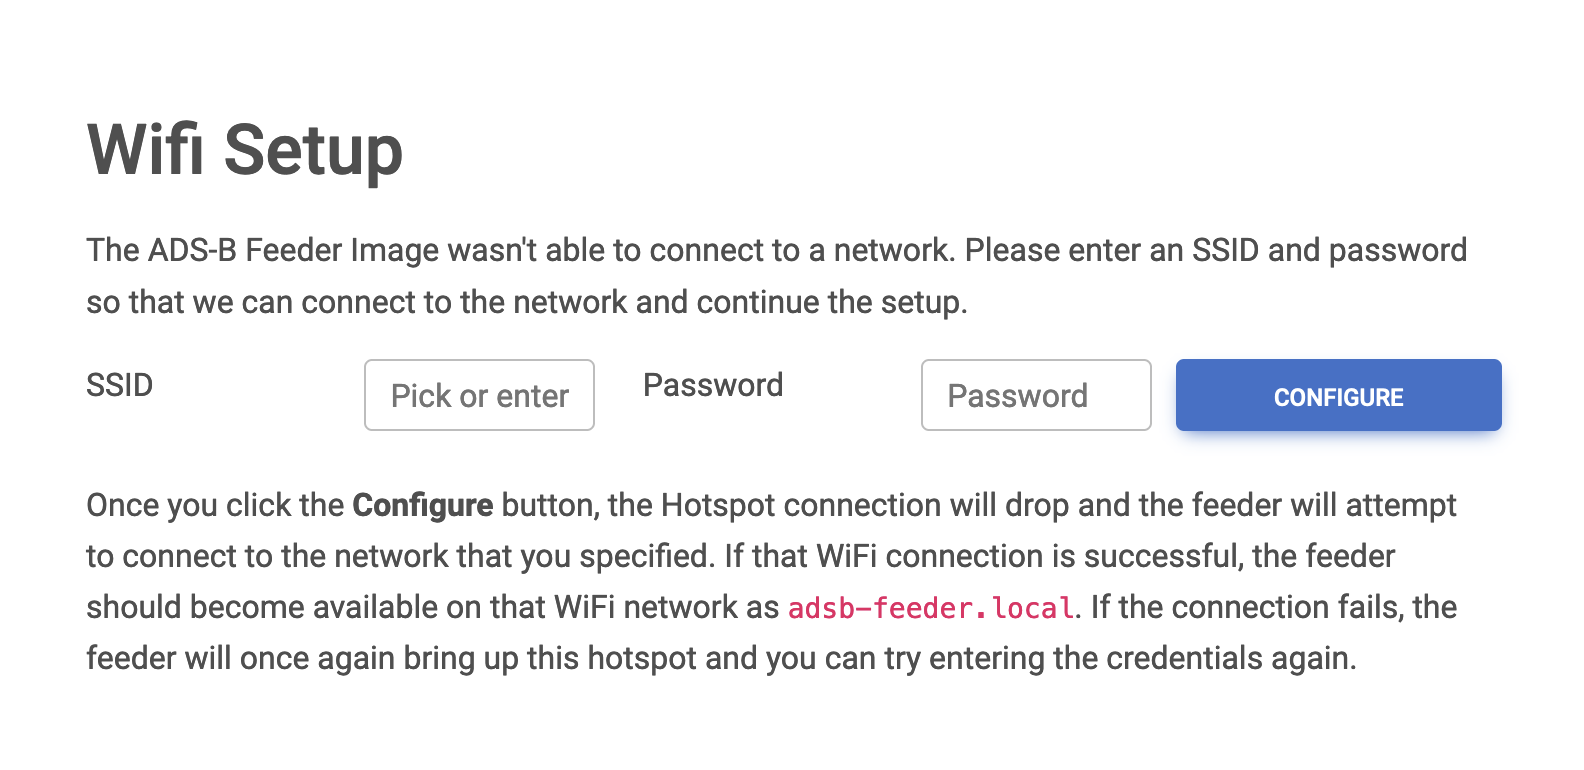 Wifi Setup
The ADS-B Feeder Image wasn't able to connect to a network. Please enter an SSID and password
so that we can connect to the network and continue the setup.
SSID Pick or enter Password Password CONFIGURE
Once you click the Configure button, the Hotspot connection will drop and the feeder will attempt
to connect to the network that you specified. If that WiFi connection is successful, the feeder
should become available on that WiFi network as adsb-feeder.local. If the connection fails, the
feeder will once again bring up this hotspot and you can try entering the credentials again.